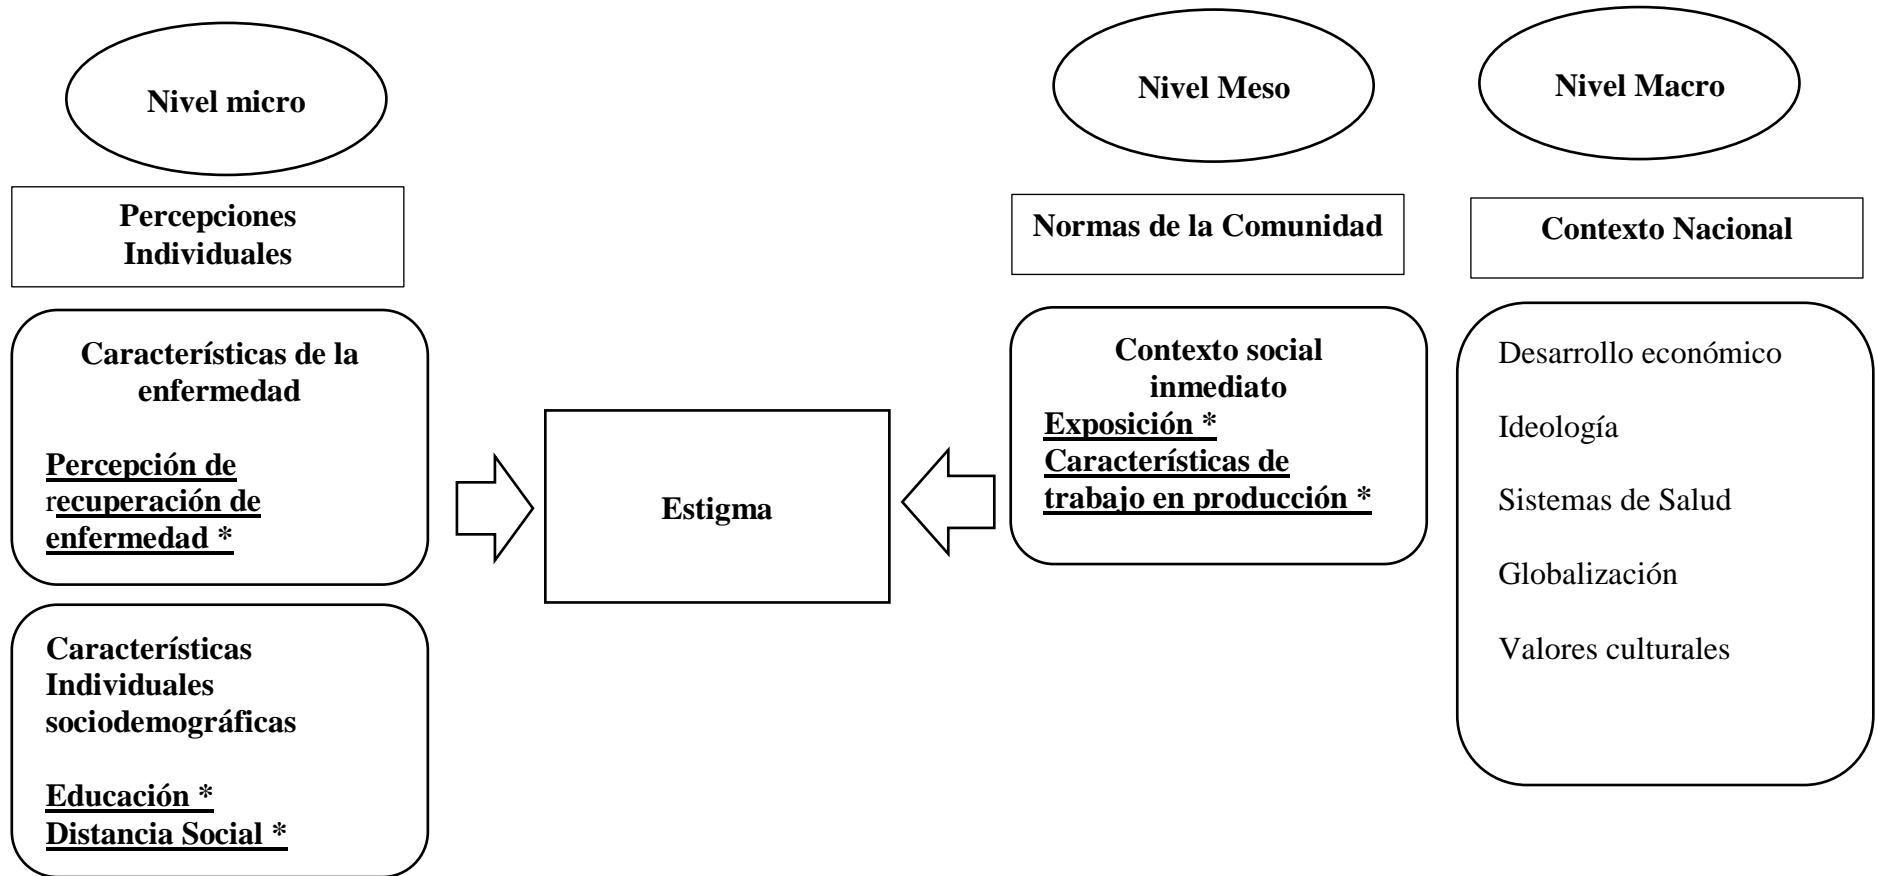 Nivel micro
Percepciones
Individuales
Características de la
enfermedad
Percepción de
recuperación de
enfermedad *
Características
Individuales
sociodemográficas
Educación *
Distancia Social *
Estigma
Nivel Meso
Normas de la Comunidad
Contexto social
inmediato
Exposición *
Características de
trabajo en producción *
Nivel Macro
Contexto Nacional
Desarrollo económico
Ideología
Sistemas de Salud
Globalización
Valores culturales